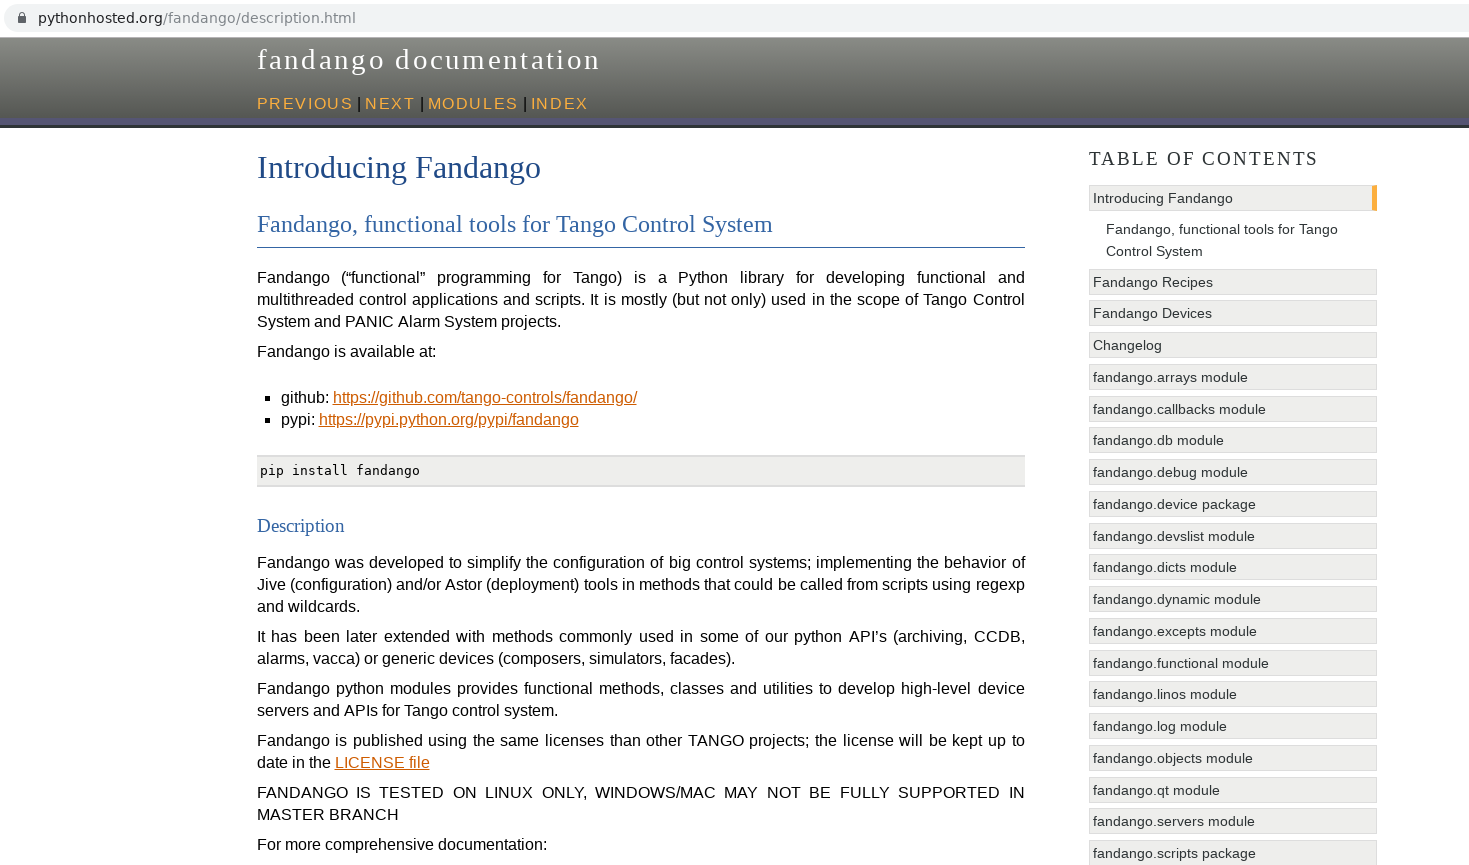 pythonhosted.org/fandango/description.html
fandango documentation
PREVIOUS | NEXT | MODULES | INDEX
Introducing Fandango
Fandango, functional tools for Tango Control System
Fandango (“functional” programming for Tango) is a Python library for developing functional and
multithreaded control applications and scripts. It is mostly (but not only) used in the scope of Tango Control
System and PANIC Alarm System projects.
Fandango is available at:
github: https://github.com/tango-controls/fandango/
pypi: https://pypi.python.org/pypi/fandango
pip install fandango
Description
Fandango was developed to simplify the configuration of big control systems; implementing the behavior of
Jive (configuration) and/or Astor (deployment) tools in methods that could be called from scripts using regexp
and wildcards.
It has been later extended with methods commonly used in some of our python API’s (archiving, CCDB,
alarms, vacca) or generic devices (composers, simulators, facades).
Fandango python modules provides functional methods, classes and utilities to develop high-level device
servers and APIs for Tango control system.
Fandango is published using the same licenses than other TANGO projects; the license will be kept up to
date in the LICENSE file
FANDANGO IS TESTED ON LINUX ONLY, WINDOWS/MAC MAY NOT BE FULLY SUPPORTED IN
MASTER BRANCH
For more comprehensive documentation:
TABLE OF CONTENTS
Introducing Fandango
Fandango, functional tools for Tango
Control System
Fandango Recipes
Fandango Devices
Changelog
fandango.arrays module
fandango.callbacks module
fandango.db module
fandango.debug module
fandango.device package
fandango.devslist module
fandango.dicts module
fandango.dynamic module
fandango.excepts module
fandango.functional module
fandango.linos module
fandango.log module
fandango.objects module
fandango.qt module
fandango.servers module
fandango.scripts package